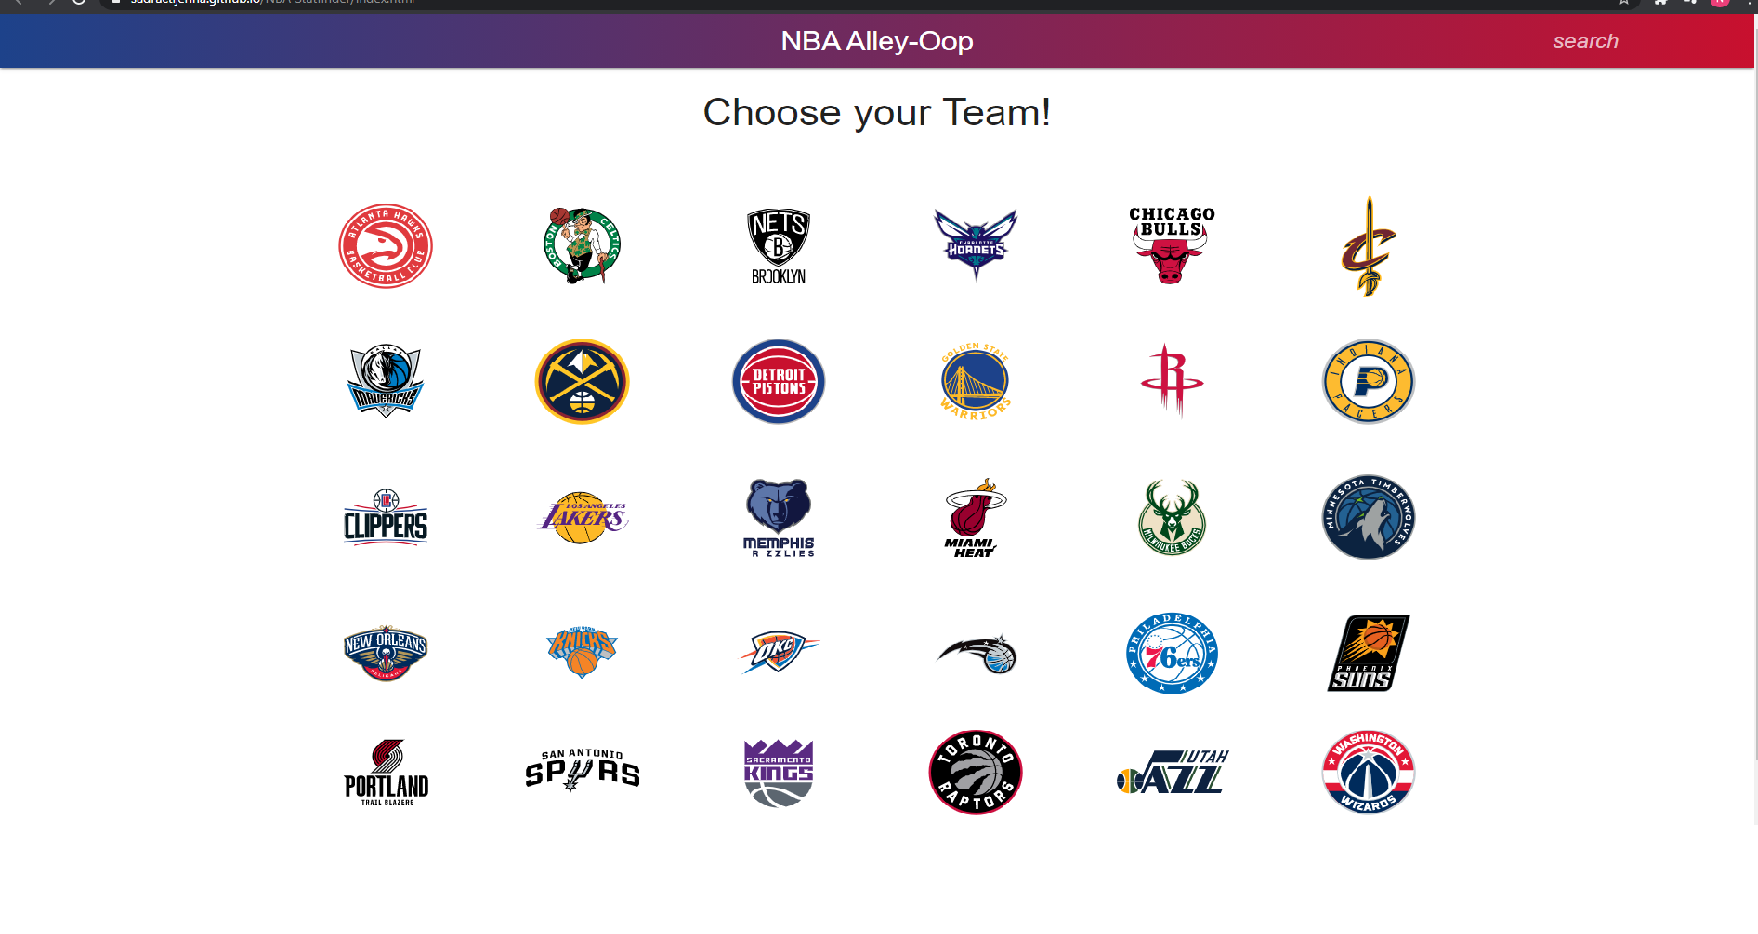 NBA Alley-Oop
search
Choose your Team!
ATLANTA HAWKS
BASKETBALL CLUB
BOSTON
CELTICS
NETS
B
BROOKLYN
CHARLOTTE
HORNETS
CHICAGO
BULLS
C
DALLAS
MAVERICKS
DETROIT
PISTONS
GOLDEN STATE
WARRIORS
R
INDIANA
P
PACERS
CLIPPERS
LOS ANGELES
LAKERS
MEMPHIS
MIAMI
HEAT
MILWAUKEE BUCKS
MINNESOTA TIMBERWOLVES
NEW ORLEANS
PELICANS
KNICKS
OKC
PHILADELPHIA
76ers
PHOENIX
SUNS
PORTLAND
TRAIL BLAZERS
SAN ANTONIO
SPURS
SACRAMENTO
KINGS
TORONTO
RAPTORS
UTAH
JAZZ
WASHINGTON
WIZARDS